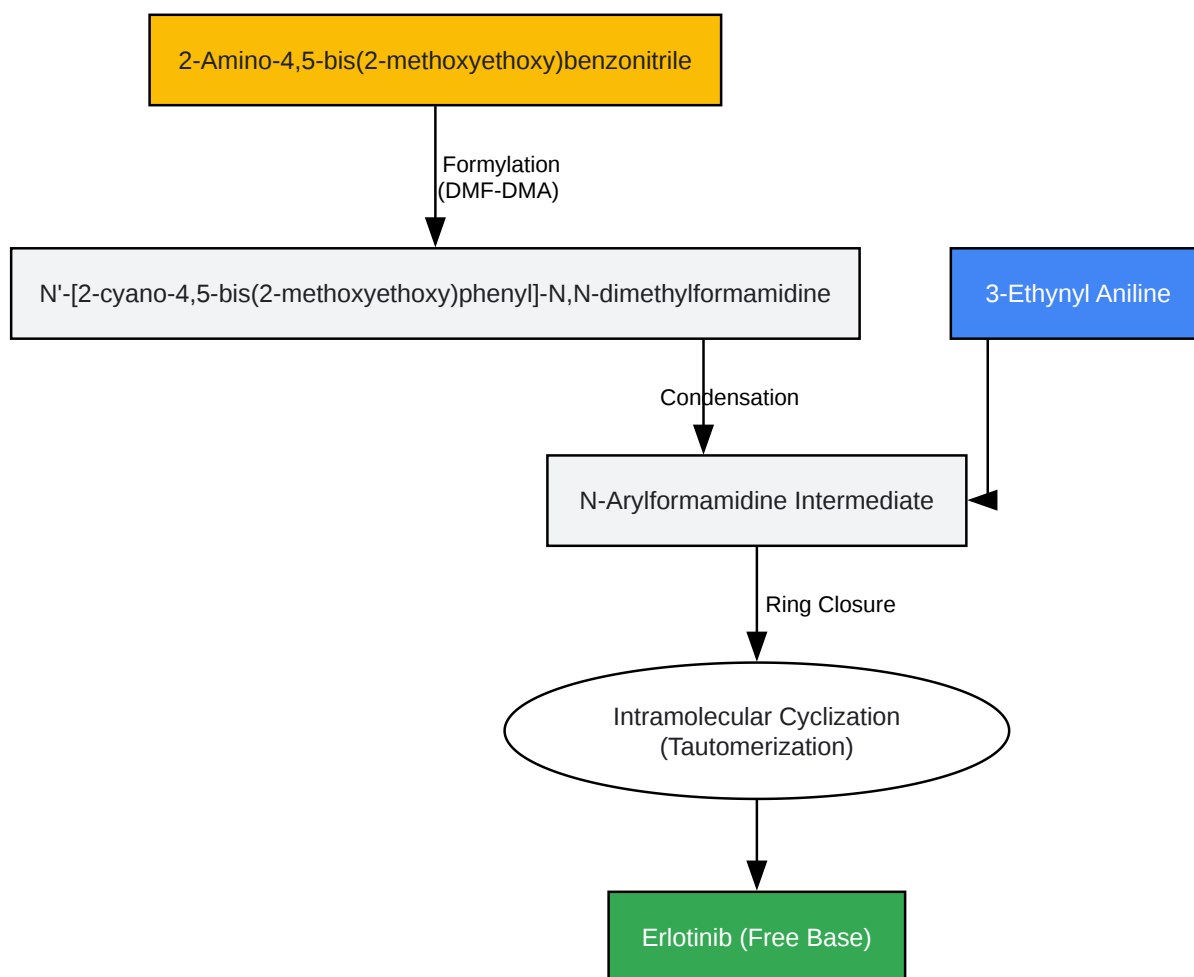 2-Amino-4,5-bis(2-methoxyethoxy)benzonitrile
Formylation
(DMF-DMA)
N'-[2-cyano-4,5-bis(2-methoxyethoxy)phenyl]-N,N-dimethylformamidine
3-Ethynyl Aniline
Condensation
N-Arylformamidine Intermediate
Ring Closure
Intramolecular Cyclization
(Tautomerization)
Erlotinib (Free Base)